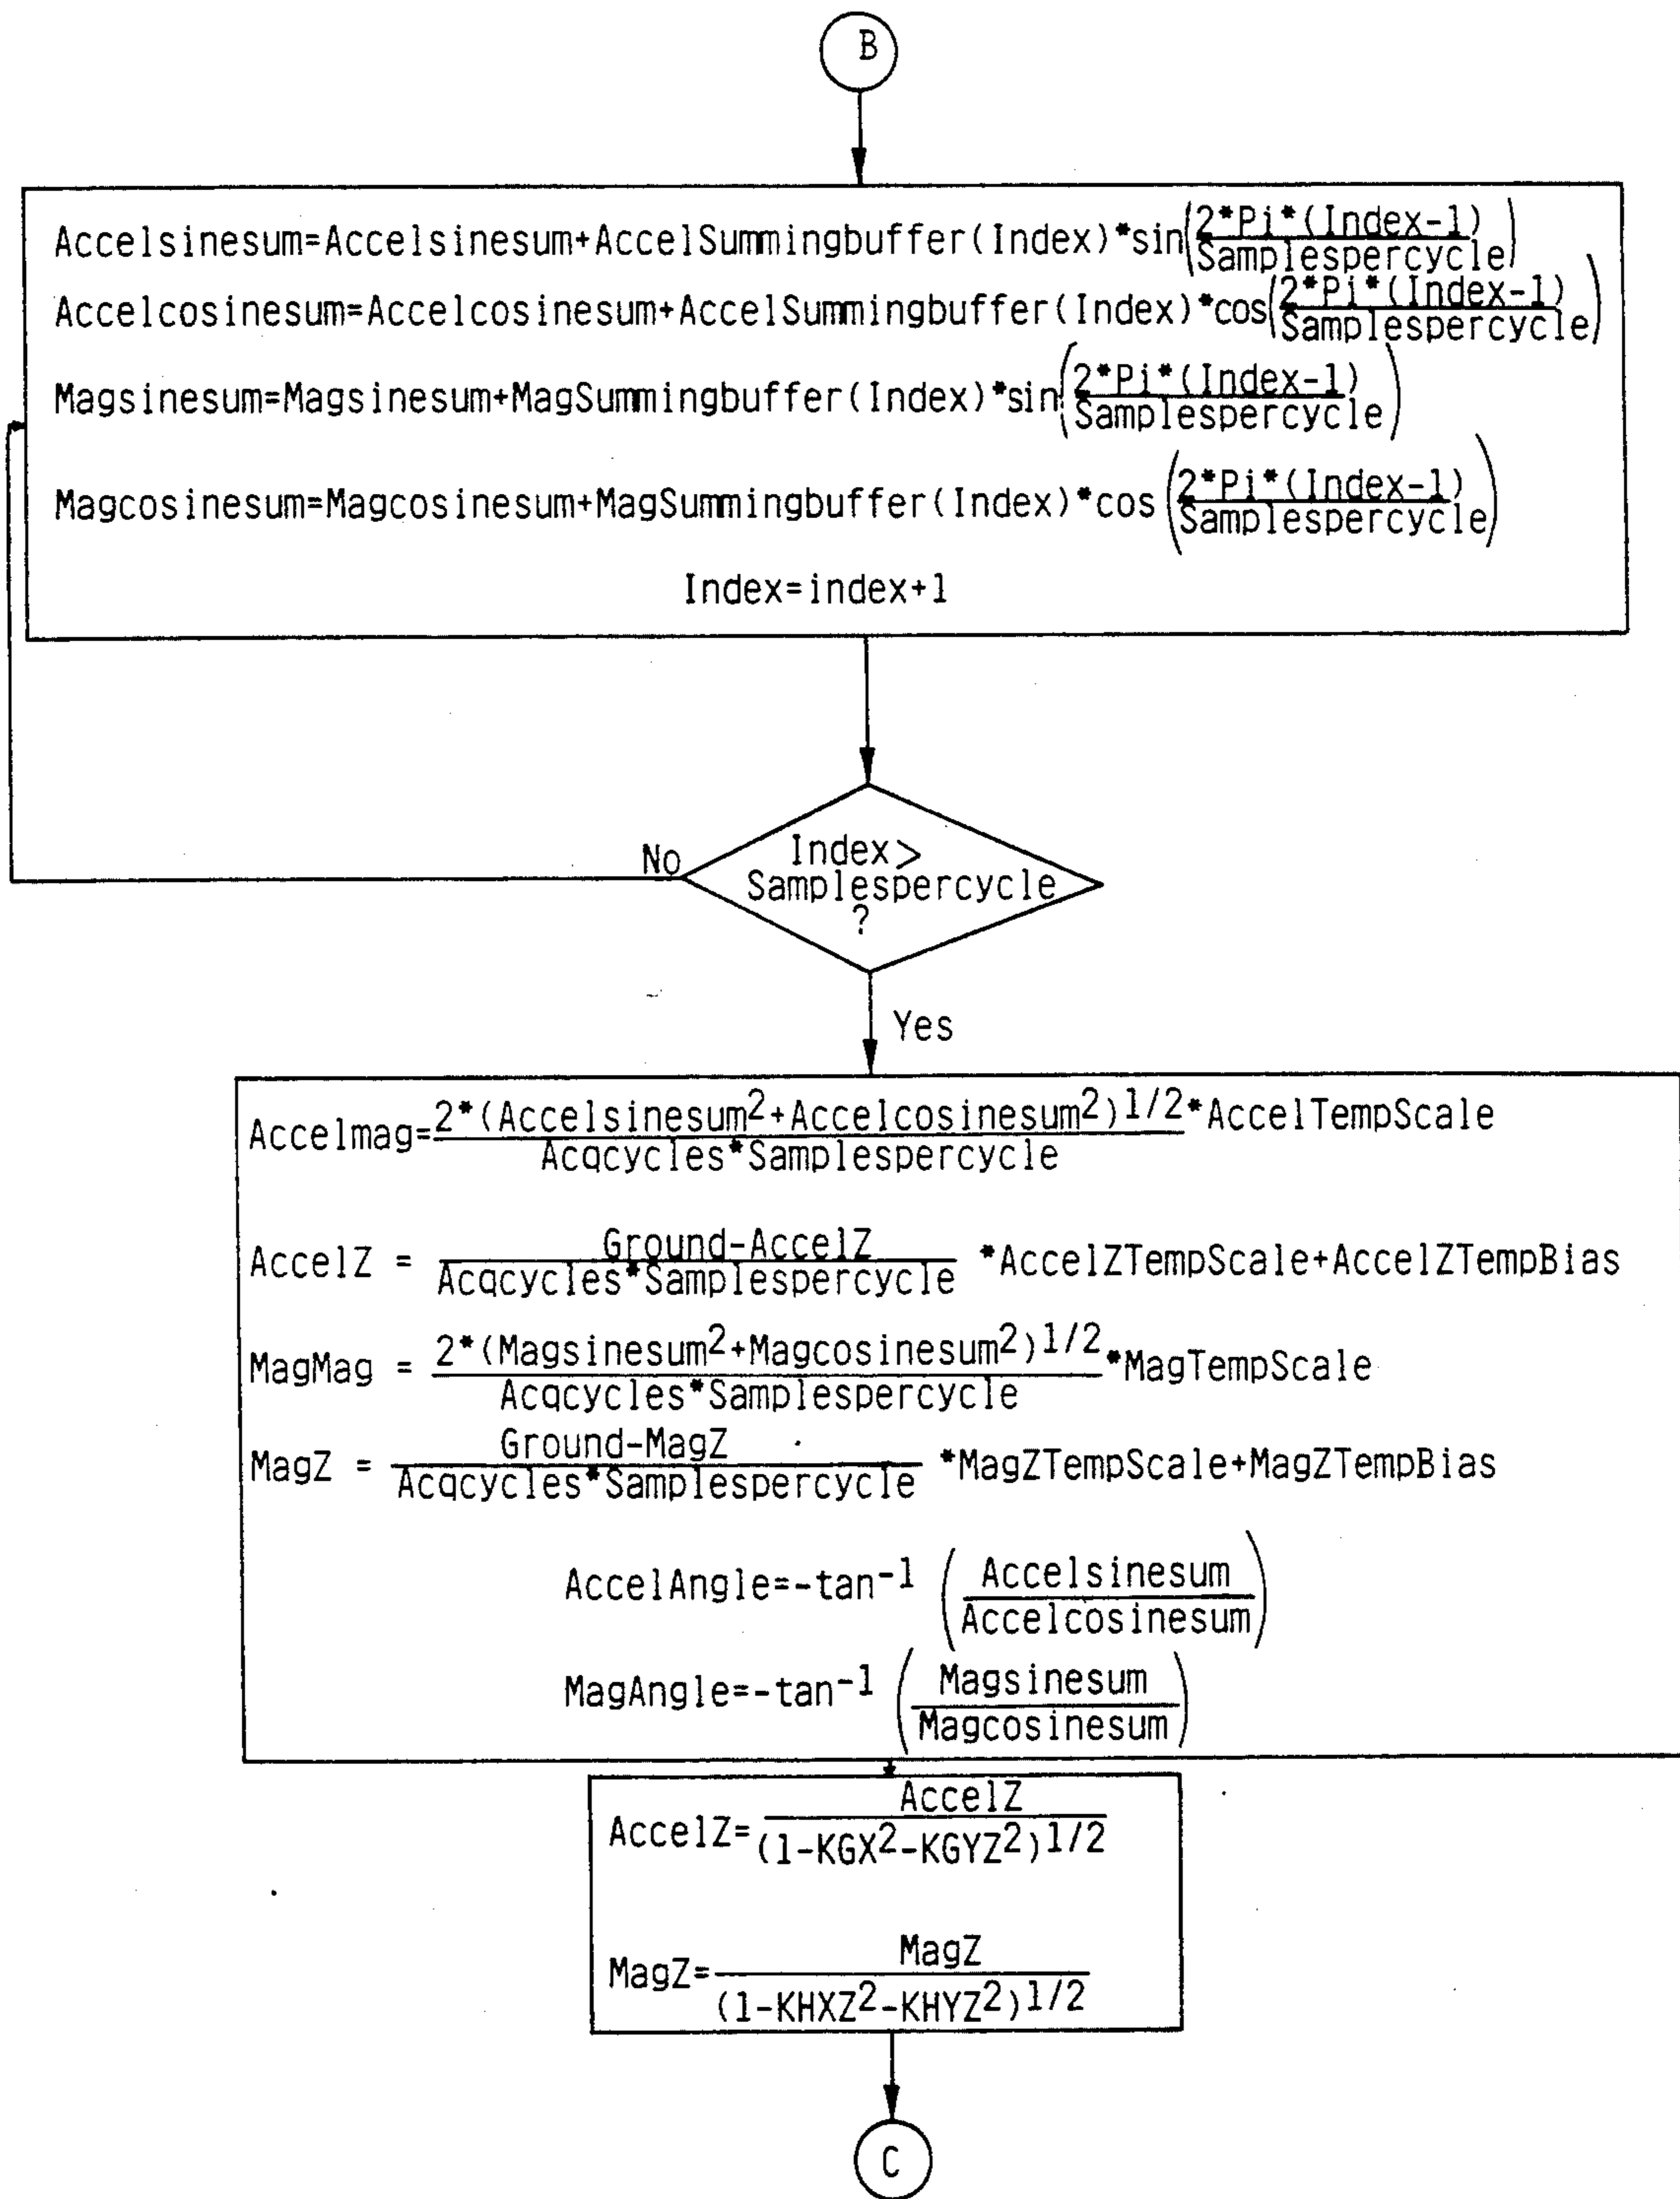 B
Accelsinesum=Accelsinesum+AccelSummingbuffer(Index)*sin(2*Pi*(Index-1)/Samplespercycle)
Accelcosinesum=Accelcosinesum+AccelSummingbuffer(Index)*cos(2*Pi*(Index-1)/Samplespercycle)
Magsinesum=Magsinesum+MagSummingbuffer(Index)*sin(2*Pi*(Index-1)/Samplespercycle)
Magcosinesum=Magcosinesum+MagSummingbuffer(Index)*cos(2*Pi*(Index-1)/Samplespercycle)
Index=index+1
No
Index>
Samplespercycle
?
Yes
Accelmag=2*(Accelsinesum²+Accelcosinesum²)1/2/Acqcycles*Samplespercycle*AccelTempScale
AccelZ = Ground-AccelZ/Acqcycles*Samplespercycle *AccelZTempScale+AccelZTempBias
MagMag = 2*(Magsinesum²+Magcosinesum²)1/2/Acqcycles*Samplespercycle*MagTempScale
MagZ = Ground-MagZ/Acqcycles*Samplespercycle *MagZTempScale+MagZTempBias
AccelAngle=-tan⁻¹ (Accelsinesum/Accelcosinesum)
MagAngle=-tan⁻¹ (Magsinesum/Magcosinesum)
AccelZ=AccelZ/(1-KGX²-KGYZ²)1/2
MagZ=MagZ/(1-KHXZ²-KHYZ²)1/2
C